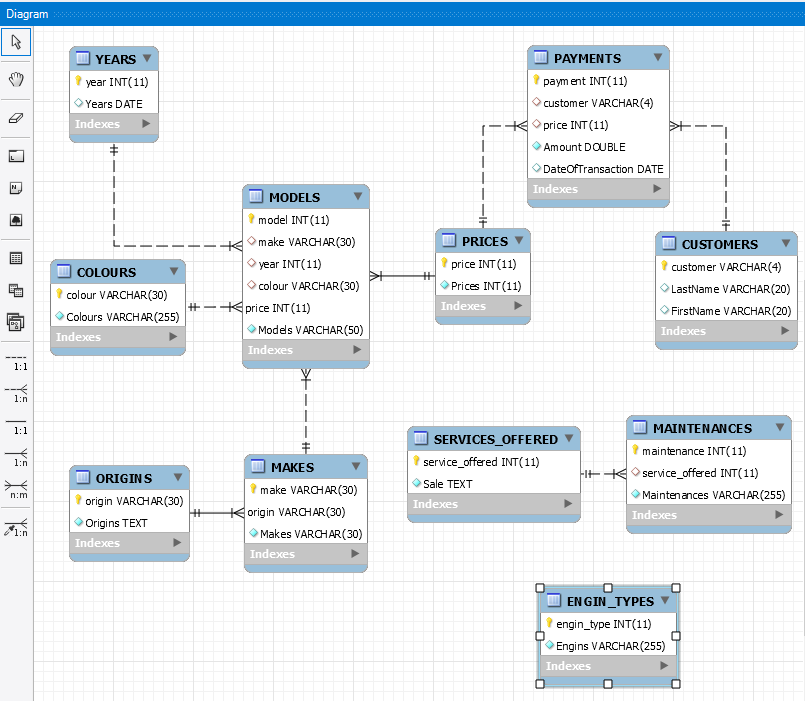 Diagram
YEARS
year INT(11)
Years DATE
Indexes
PAYMENTS
payment INT(11)
customer VARCHAR(4)
price INT(11)
Amount DOUBLE
DateOfTransaction DATE
Indexes
MODELS
model INT(11)
make VARCHAR(30)
year INT(11)
colour VARCHAR(30)
price INT(11)
Models VARCHAR(50)
Indexes
PRICES
price INT(11)
Prices INT(11)
Indexes
CUSTOMERS
customer VARCHAR(4)
LastName VARCHAR(20)
FirstName VARCHAR(20)
Indexes
COLOURS
colour VARCHAR(30)
Colours VARCHAR(255)
Indexes
1:1
1:n
1:1
1:n
n:m
1:n
SERVICES_OFFERED
service_offered INT(11)
Sale TEXT
Indexes
MAINTENANCES
maintenance INT(11)
service_offered INT(11)
Maintenances VARCHAR(255)
Indexes
ORIGINS
origin VARCHAR(30)
Origins TEXT
Indexes
MAKES
make VARCHAR(30)
origin VARCHAR(30)
Makes VARCHAR(30)
Indexes
ENGIN_TYPES
engin_type INT(11)
Engins VARCHAR(255)
Indexes